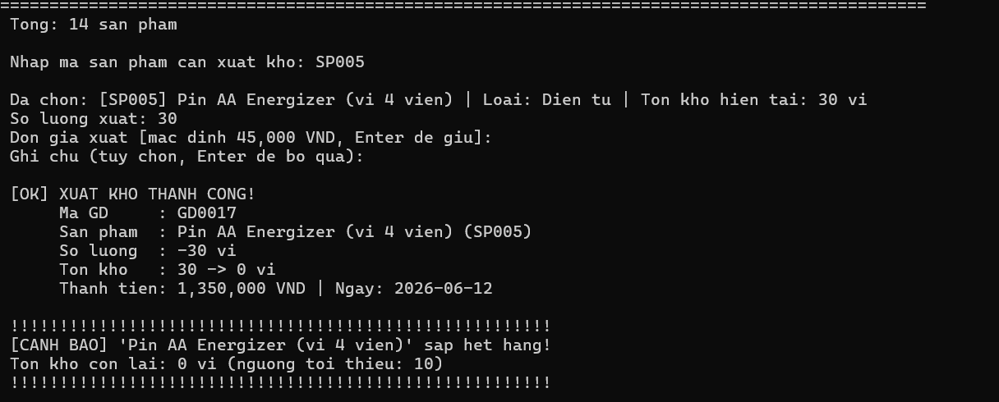 ==============================================================================================
Tong: 14 san pham
Nhap ma san pham can xuat kho: SP005
Da chon: [SP005] Pin AA Energizer (vi 4 vien) | Loai: Dien tu | Ton kho hien tai: 30 vi
So luong xuat: 30
Don gia xuat [mac dinh 45,000 VND, Enter de giu]:
Ghi chu (tuy chon, Enter de bo qua):
[OK] XUAT KHO THANH CONG!
Ma GD     : GD0017
San pham  : Pin AA Energizer (vi 4 vien) (SP005)
So luong  : -30 vi
Ton kho   : 30 -> 0 vi
Thanh tien: 1,350,000 VND | Ngay: 2026-06-12
!!!!!!!!!!!!!!!!!!!!!!!!!!!!!!!!!!!!!!!!!!!!!!!!!!!!!!!
[CANH BAO] 'Pin AA Energizer (vi 4 vien)' sap het hang!
Ton kho con lai: 0 vi (nguong toi thieu: 10)
!!!!!!!!!!!!!!!!!!!!!!!!!!!!!!!!!!!!!!!!!!!!!!!!!!!!!!!